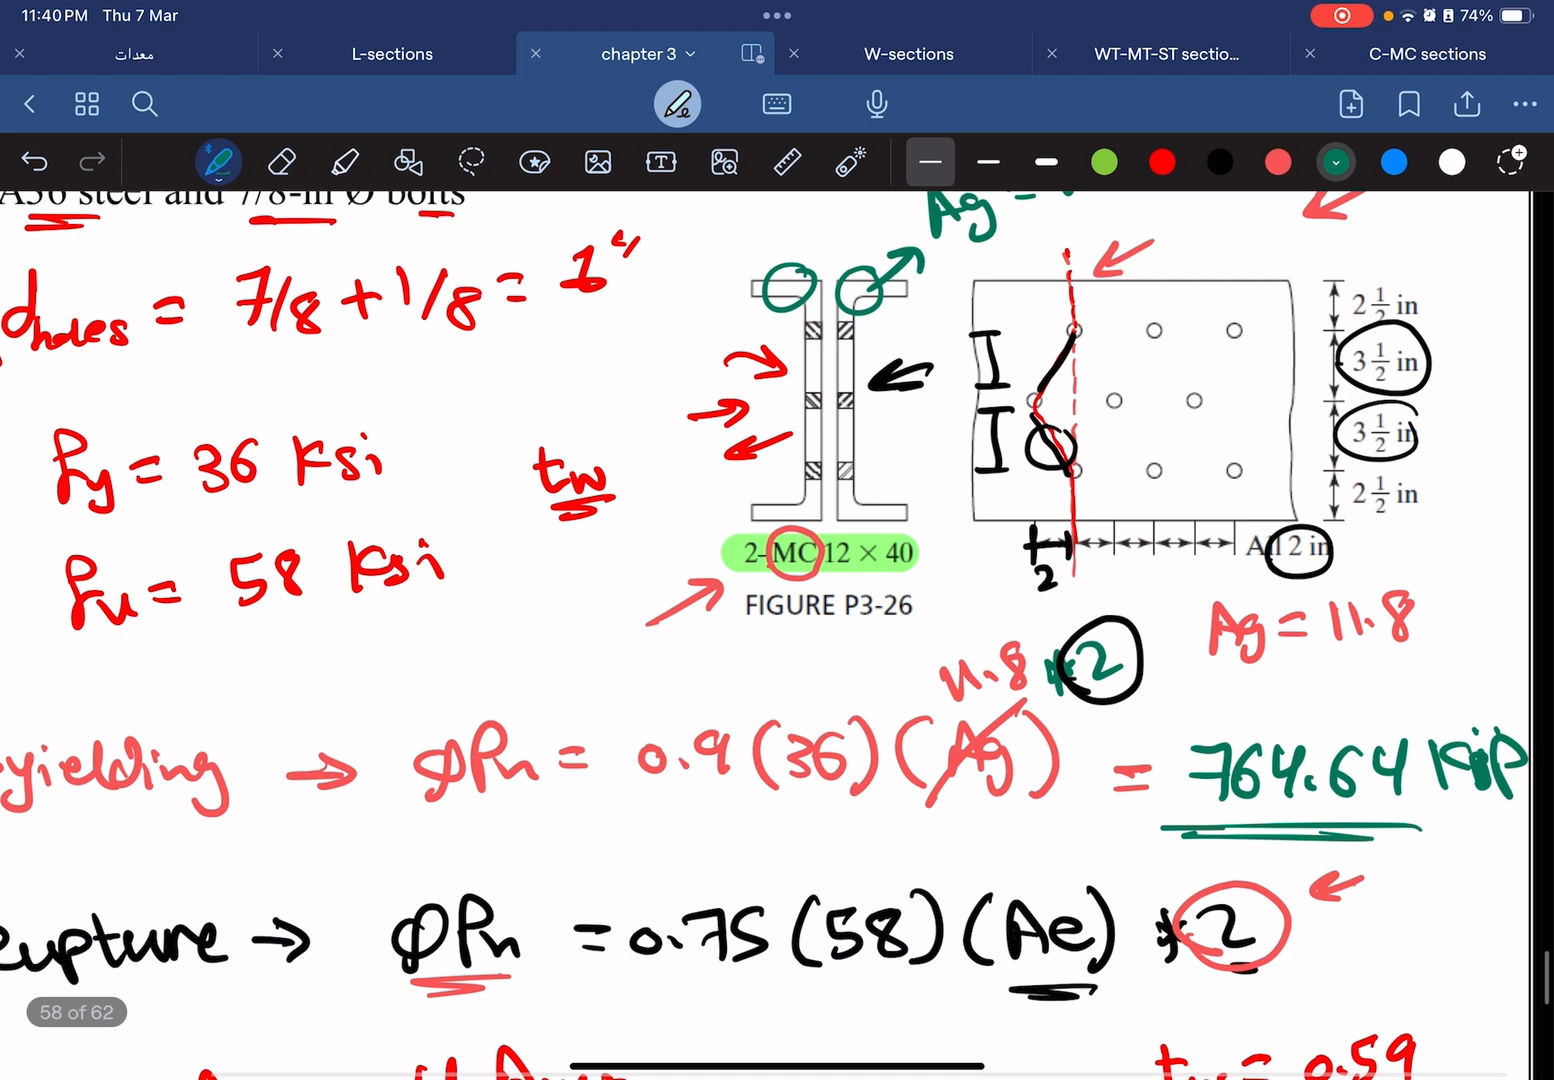 11:40 PM Thu 7 Mar
74%
معدات
L-sections
chapter 3
W-sections
WT-MT-ST sectio...
C-MC sections
A36 steel and 7/8-in Ø bolts
Ag =
dholes = 7/8 + 1/8 = 1"
2 1/2 in
3 1/2 in
Fy = 36 Ksi
tw
3 1/2 in
2 1/2 in
2-MC 12 × 40
All 2 in
2
Fu = 58 Ksi
FIGURE P3-26
Ag = 11.8
11.8 * 2
yielding → ØPn = 0.9 (36) (Ag) = 764.64 Kip
rupture → ØPn = 0.75 (58) (Ae) * 2
58 of 62
= 0.59